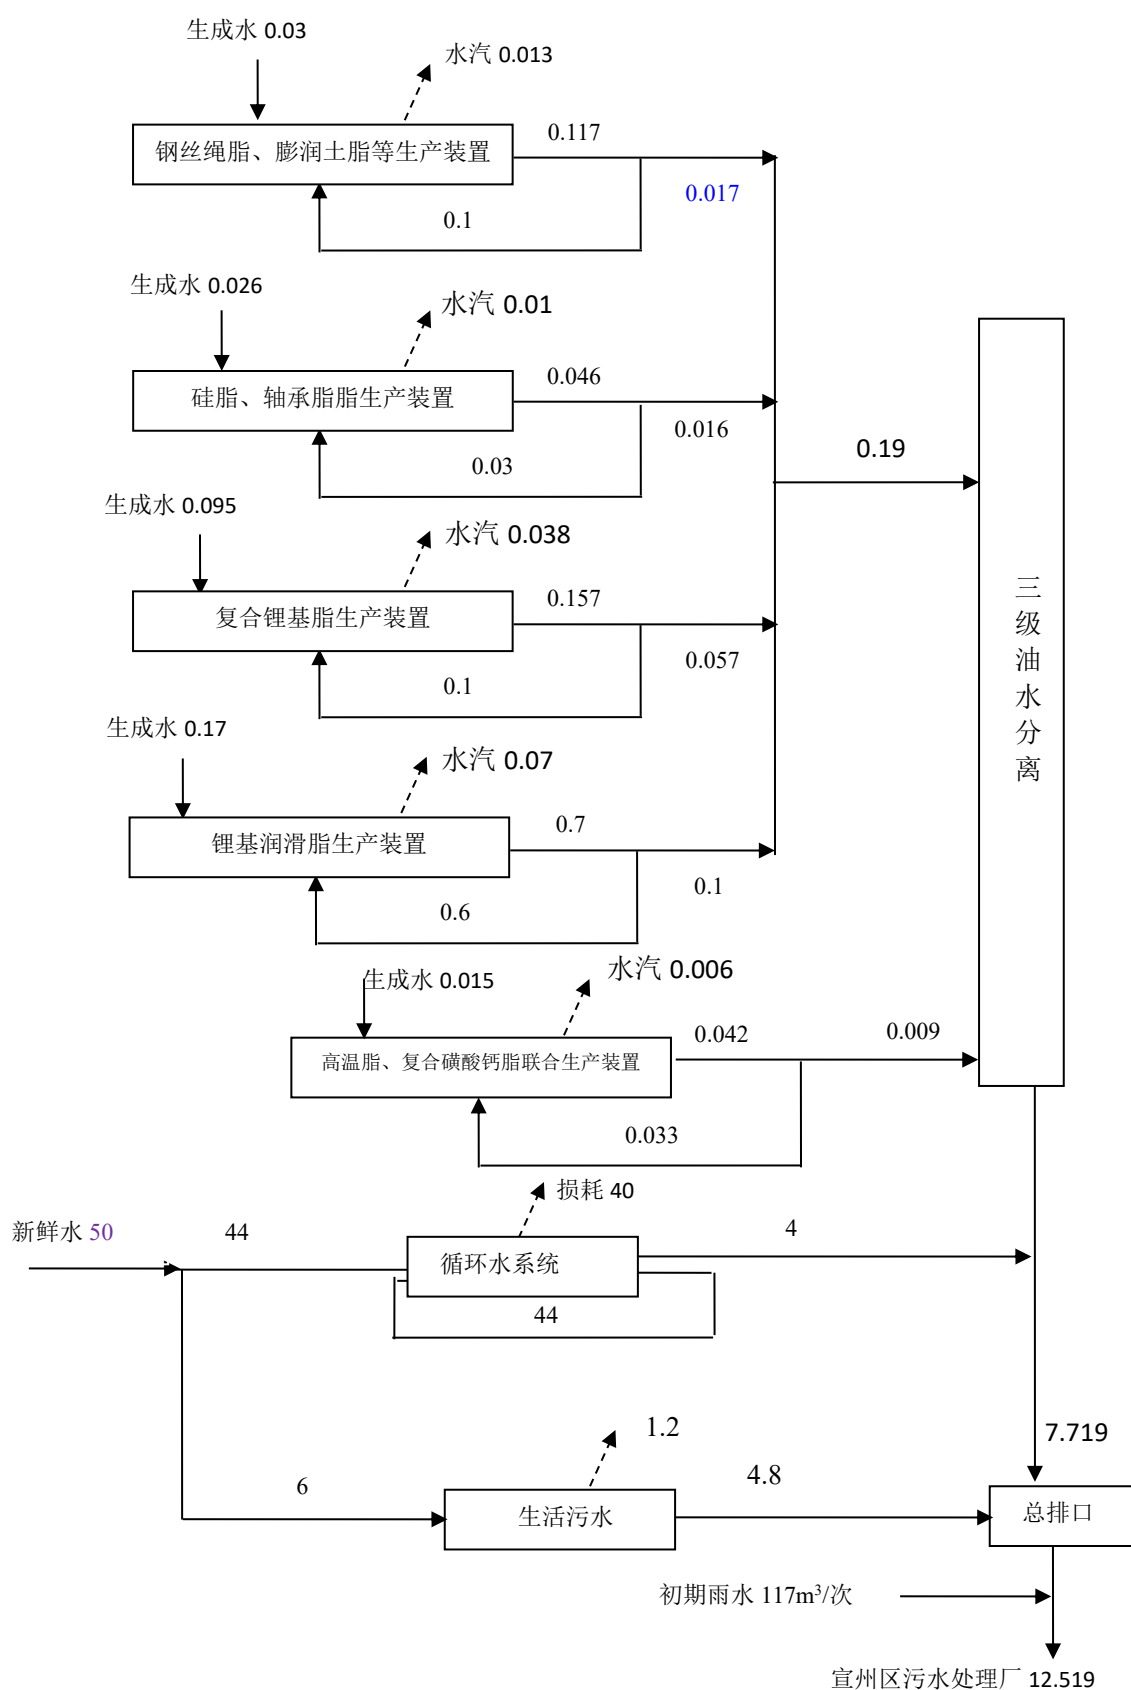 生成水 0.03
水汽 0.013
钢丝绳脂、膨润土脂等生产装置
0.117
0.017
0.1
生成水 0.026
水汽 0.01
硅脂、轴承脂脂生产装置
0.046
0.016
0.03
0.19
生成水 0.095
水汽 0.038
复合锂基脂生产装置
0.157
0.057
0.1
三级油水分离
生成水 0.17
水汽 0.07
锂基润滑脂生产装置
0.7
0.1
0.6
生成水 0.015
水汽 0.006
高温脂、复合磺酸钙脂联合生产装置
0.042
0.009
0.033
新鲜水 50
44
损耗 40
循环水系统
4
44
7.719
6
1.2
生活污水
4.8
总排口
初期雨水 117m³/次
宣州区污水处理厂 12.519